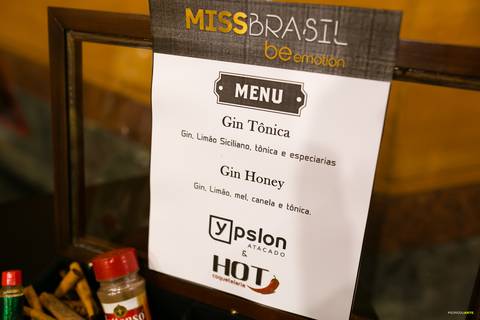 MISSBRASIL
be emotion
MENU
Gin Tônica
Gin, Limão Siciliano, tônica e especiarias
Gin Honey
Gin, Limão, mel, canela e tônica.
ypslon
ATACADO
&
HOT
coquetelaria